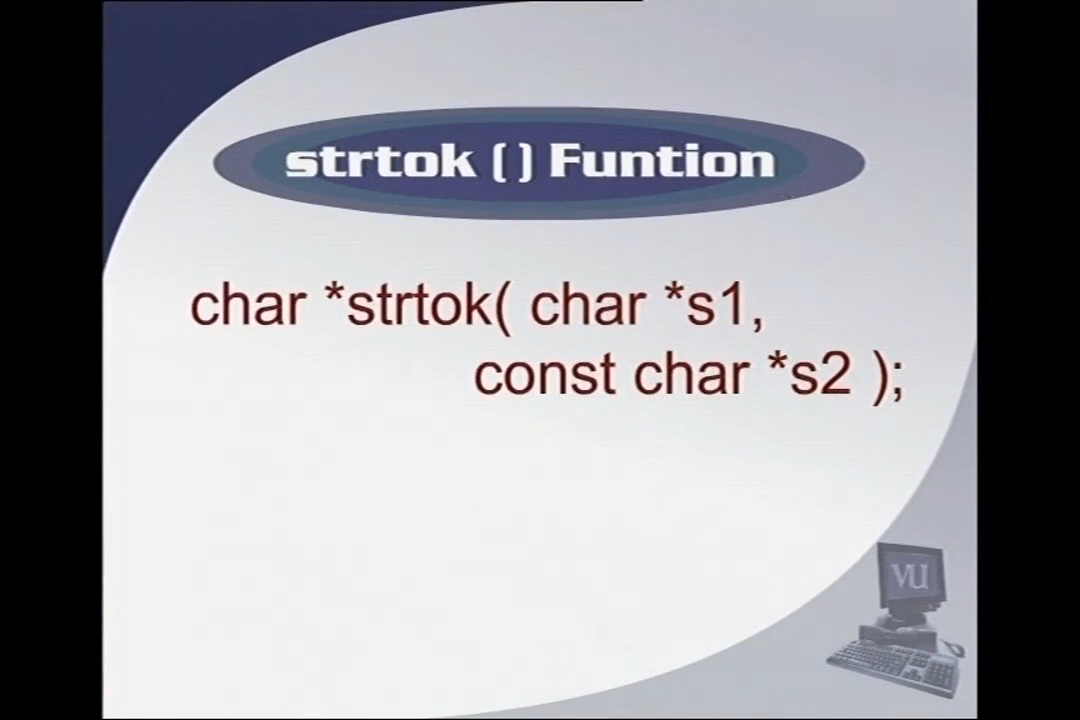 strtok ( ) Funtion
char *strtok( char *s1,
const char *s2 );
VU